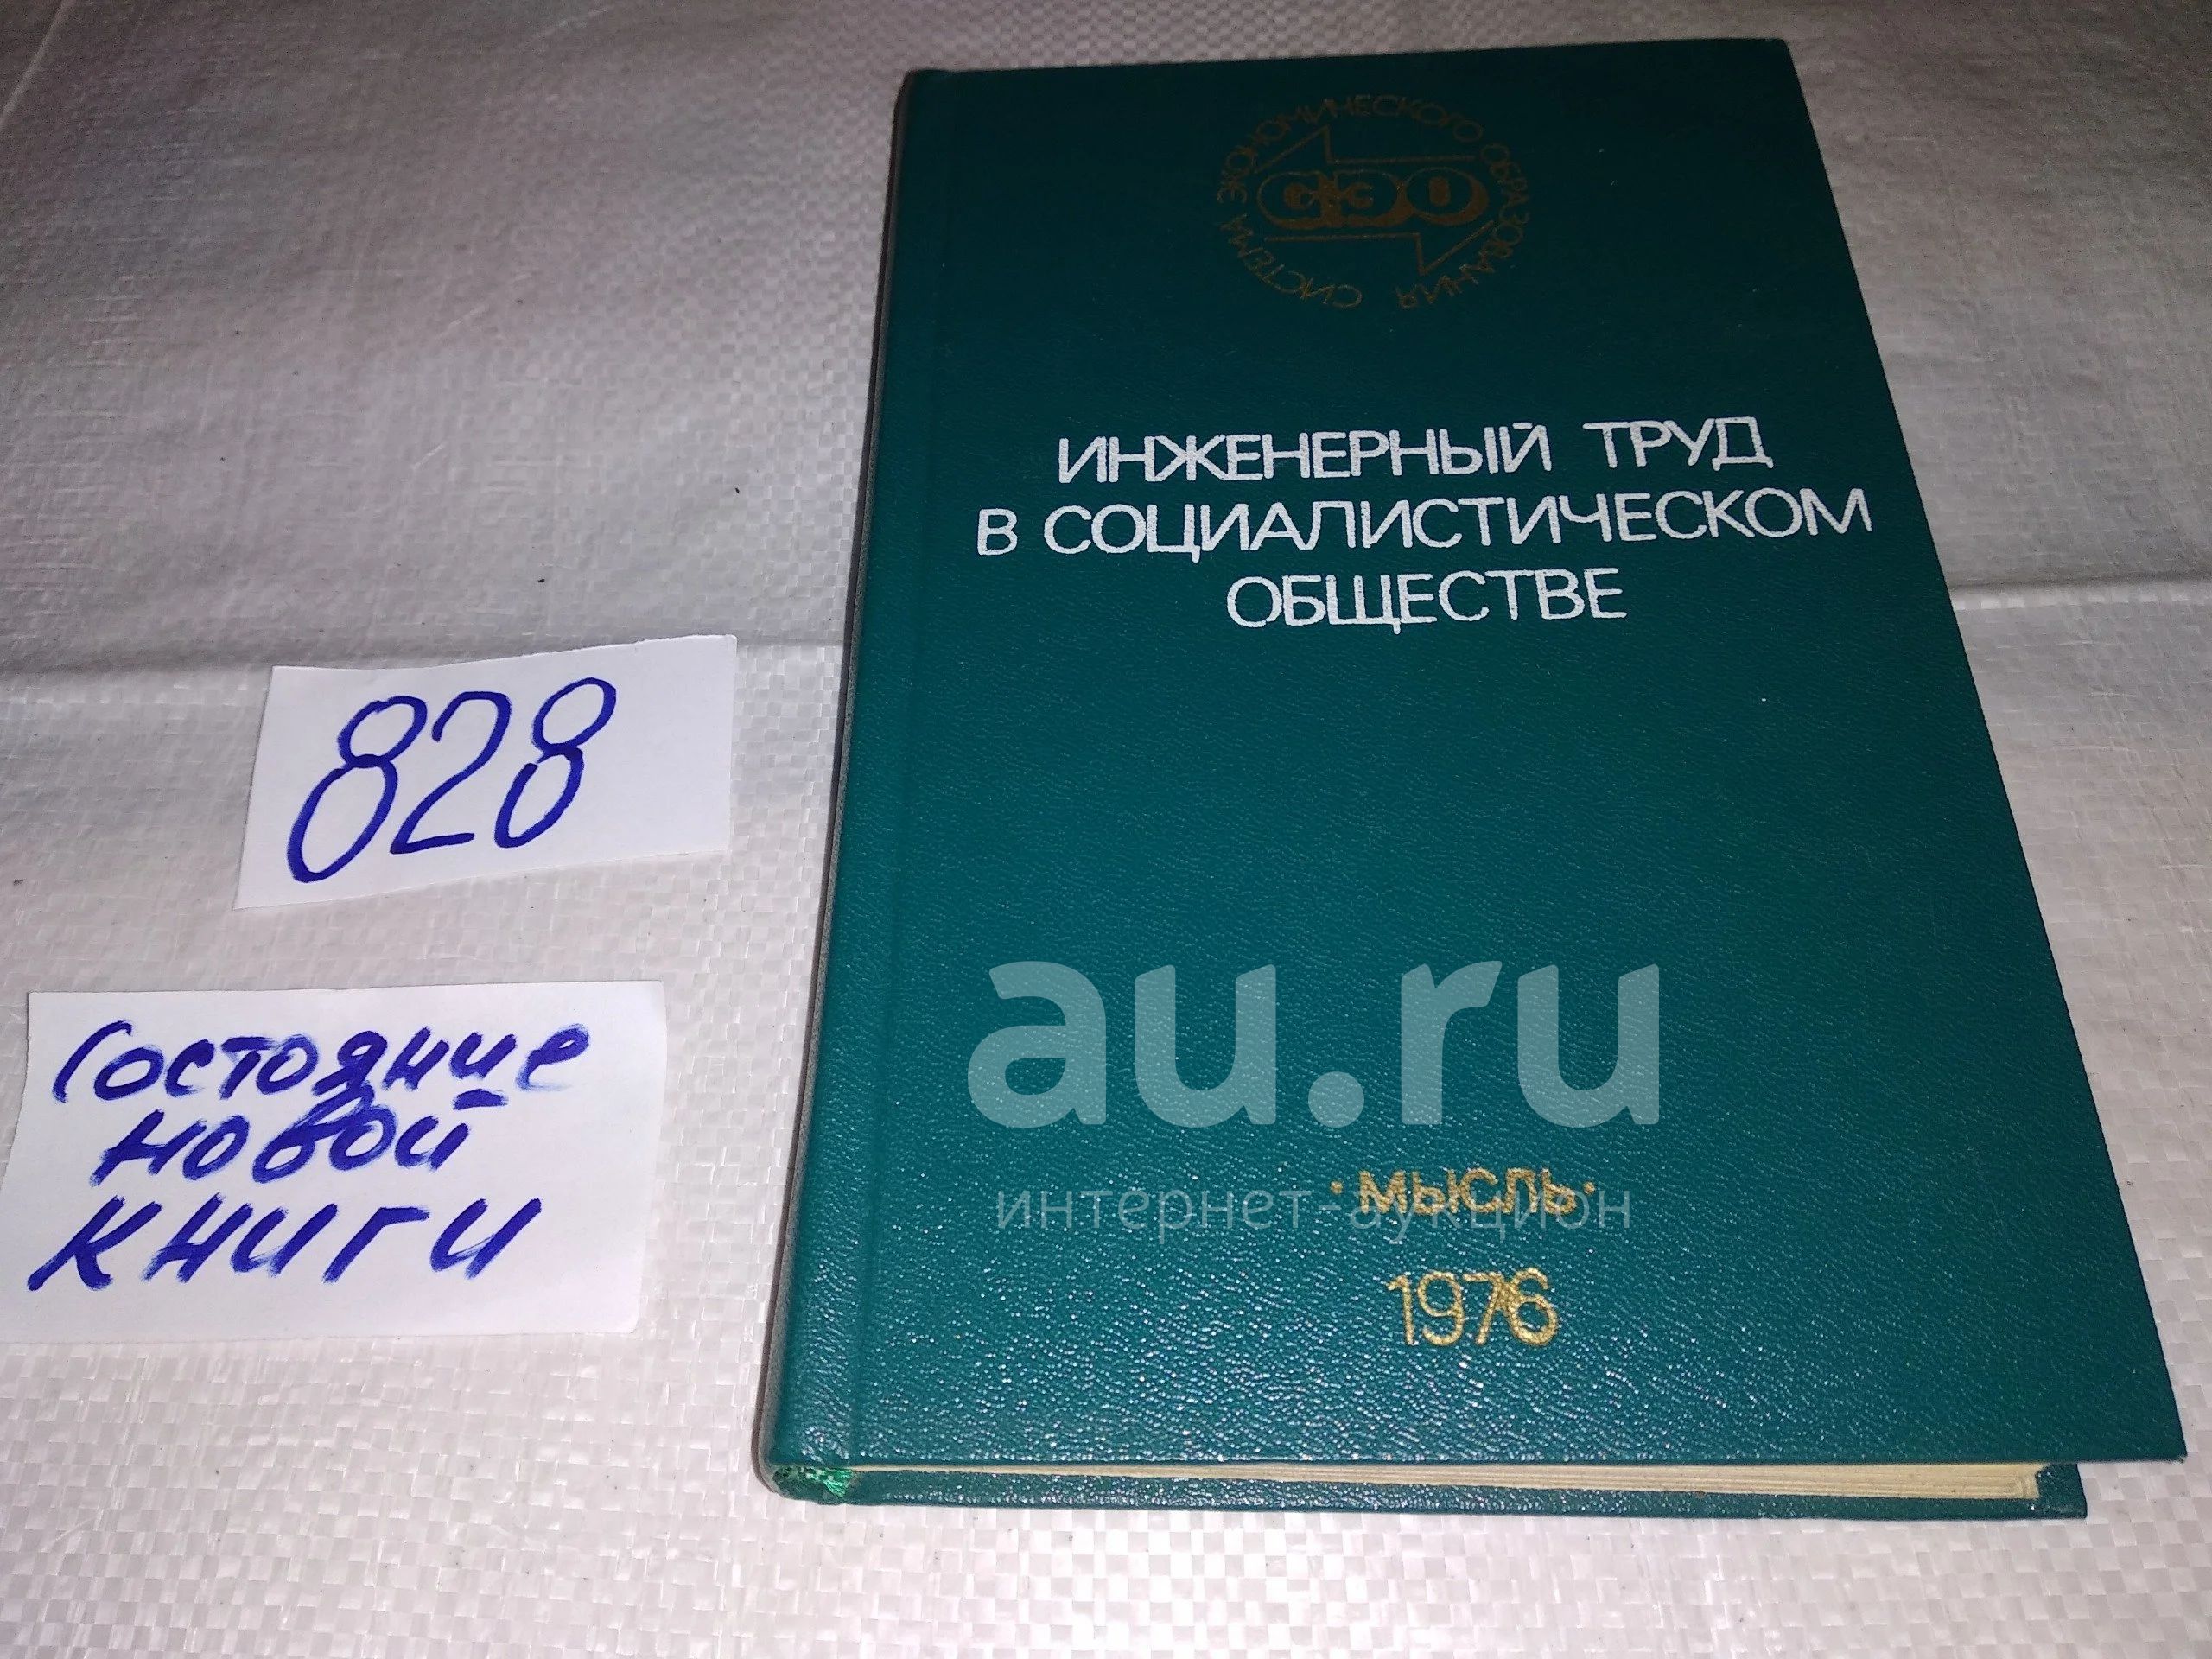 СИСТЕМА ЭКОНОМИЧЕСКОГО ОБРАЗОВАНИЯ
СЭО
ИНЖЕНЕРНЫЙ ТРУД
В СОЦИАЛИСТИЧЕСКОМ
ОБЩЕСТВЕ
828
Состояние
новой
книги
au.ru
интернет-аукцион
·МЫСЛЬ·
1976